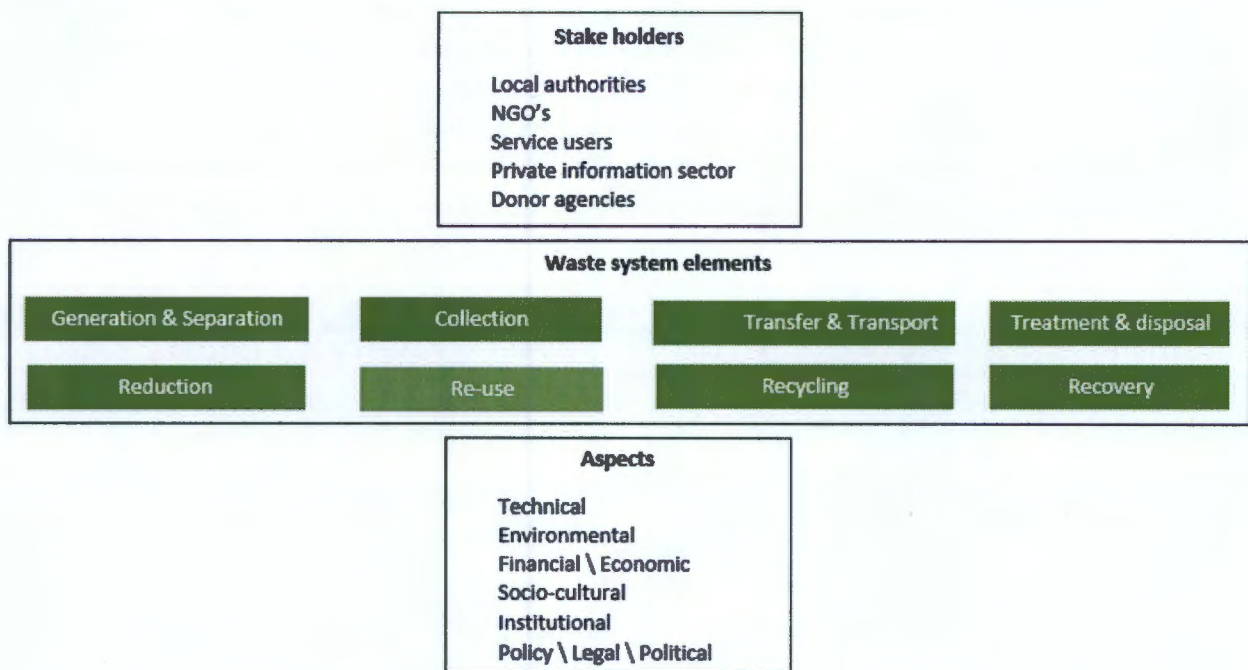 Stake holders
Local authorities
NGO's
Service users
Private information sector
Donor agencies
Waste system elements
Generation & Separation
Collection
Transfer & Transport
Treatment & disposal
Reduction
Re-use
Recycling
Recovery
Aspects
Technical
Environmental
Financial \ Economic
Socio-cultural
Institutional
Policy \ Legal \ Political